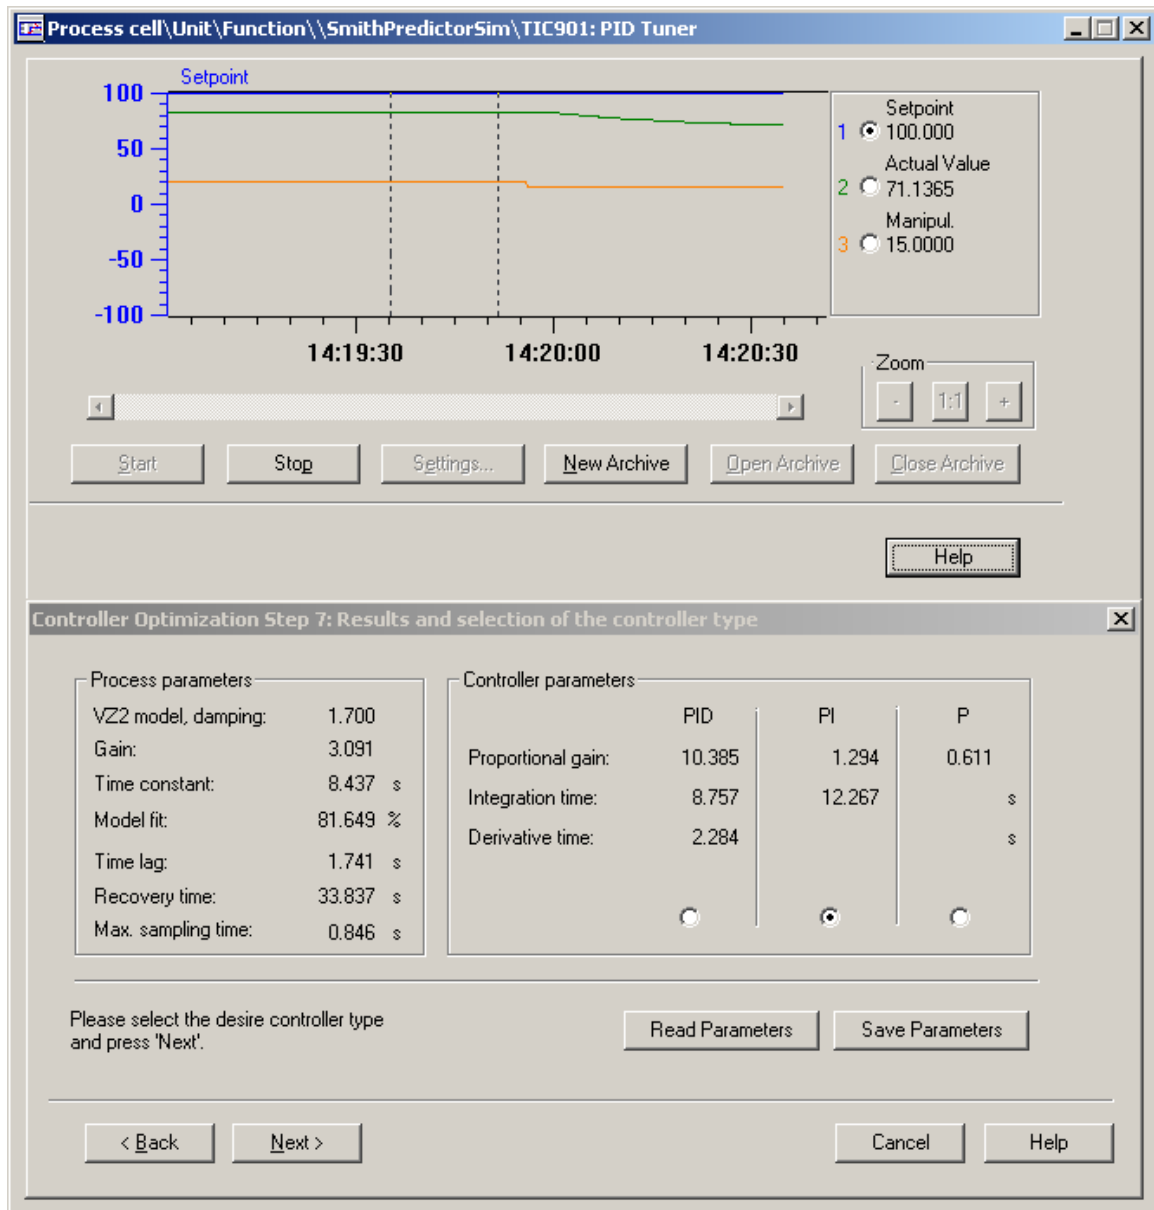 Process cell\Unit\Function\\SmithPredictorSim\TIC901: PID Tuner
Setpoint
100
50
0
-50
-100
14:19:30 14:20:00 14:20:30
Setpoint
1 100.000
Actual Value
2 71.1365
Manipul.
3 15.0000
Zoom
- 1:1 +
Start Stop Settings... New Archive Open Archive Close Archive
Help
Controller Optimization Step 7: Results and selection of the controller type
Process parameters
VZ2 model, damping: 1.700
Gain: 3.091
Time constant: 8.437 s
Model fit: 81.649 %
Time lag: 1.741 s
Recovery time: 33.837 s
Max. sampling time: 0.846 s
Controller parameters
PID PI P
Proportional gain: 10.385 1.294 0.611
Integration time: 8.757 12.267 s
Derivative time: 2.284 s
Please select the desire controller type
and press 'Next'.
Read Parameters Save Parameters
< Back Next > Cancel Help